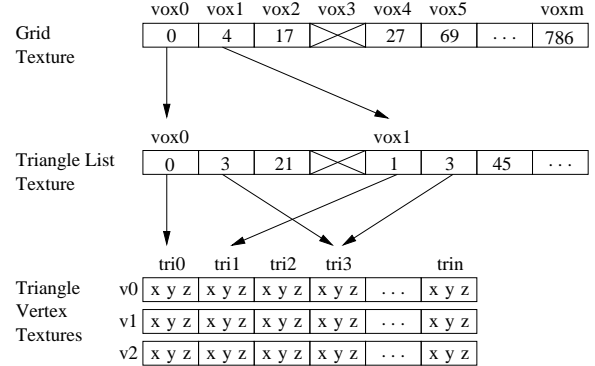 vox0 vox1 vox2 vox3 vox4 vox5 voxm
Grid
Texture
0 4 17 27 69 . . . 786
vox0 vox1
Triangle List
Texture
0 3 21 1 3 45 . . .
tri0 tri1 tri2 tri3 trin
Triangle
Vertex
Textures
v0 x y z x y z x y z x y z . . . x y z
v1 x y z x y z x y z x y z . . . x y z
v2 x y z x y z x y z x y z . . . x y z